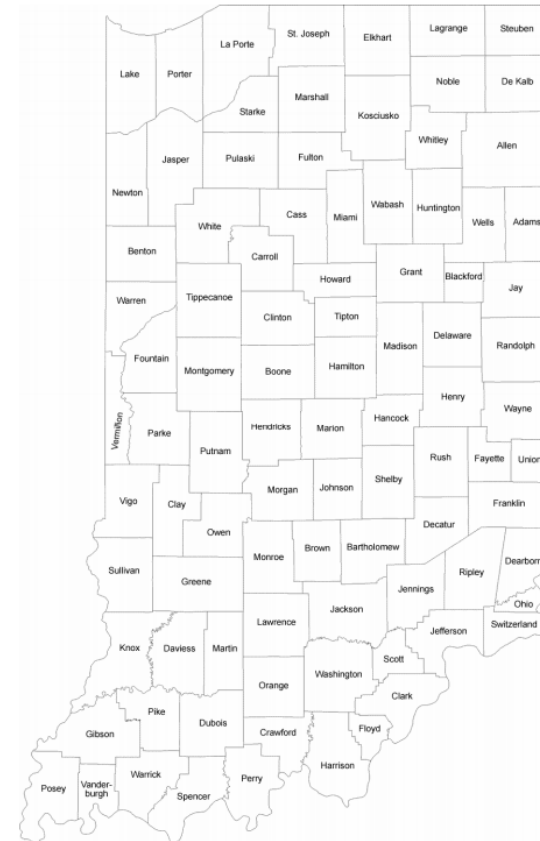 St. Joseph
Elkhart
Lagrange
Steuben
La Porte
Lake
Porter
Noble
De Kalb
Marshall
Starke
Kosciusko
Whitley
Allen
Jasper
Pulaski
Fulton
Newton
Wabash
Huntington
Cass
Miami
White
Wells
Adams
Benton
Carroll
Howard
Grant
Blackford
Jay
Warren
Tippecanoe
Clinton
Tipton
Madison
Delaware
Randolph
Fountain
Montgomery
Boone
Hamilton
Henry
Wayne
Hancock
Vermillion
Parke
Hendricks
Marion
Putnam
Rush
Fayette
Union
Shelby
Morgan
Johnson
Vigo
Clay
Franklin
Owen
Decatur
Monroe
Brown
Bartholomew
Dearborn
Sullivan
Greene
Ripley
Jennings
Ohio
Jackson
Lawrence
Switzerland
Jefferson
Knox
Daviess
Martin
Scott
Washington
Orange
Clark
Pike
Dubois
Gibson
Crawford
Floyd
Harrison
Warrick
Perry
Posey
Vander-
burgh
Spencer